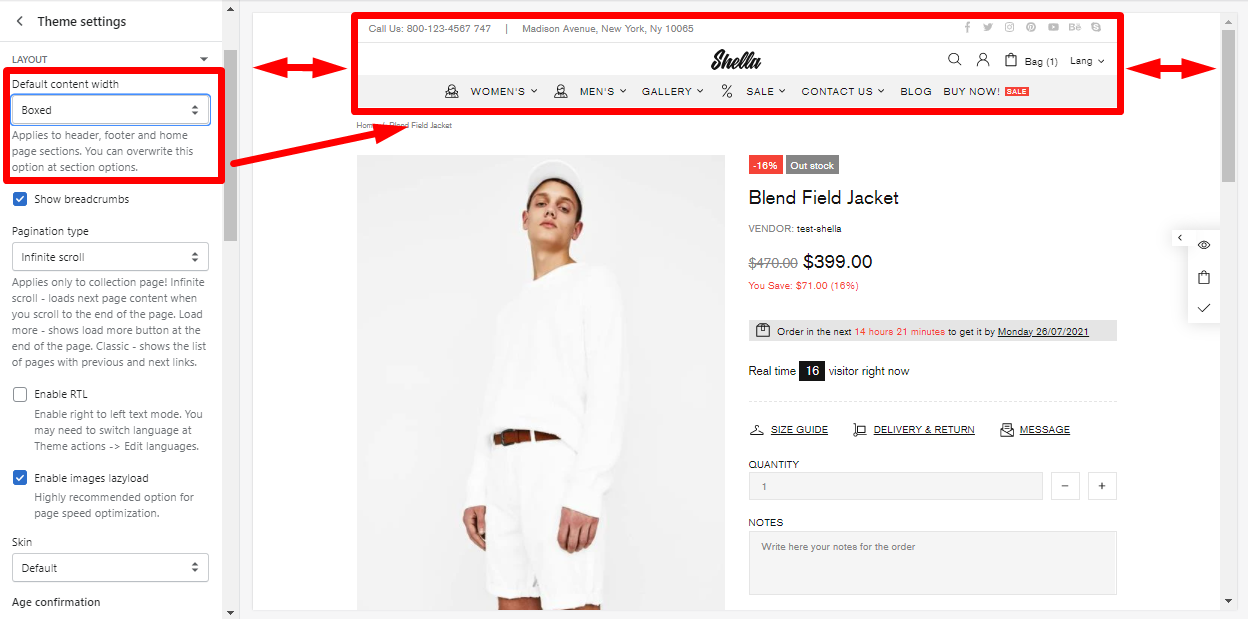 Theme settings
LAYOUT
Default content width
Boxed
Applies to header, footer and home
page sections. You can overwrite this
option at section options.
Show breadcrumbs
Pagination type
Infinite scroll
Applies only to collection page! Infinite
scroll - loads next page content when
you scroll to the end of the page. Load
more - shows load more button at the
end of the page. Classic - shows the list
of pages with previous and next links.
Enable RTL
Enable right to left text mode. You
may need to switch language at
Theme actions -> Edit languages.
Enable images lazyload
Highly recommended option for
page speed optimization.
Skin
Default
Age confirmation
Call Us: 800-123-4567 747 | Madison Avenue, New York, Ny 10065
Shella
Bag (1) Lang
WOMEN'S MEN'S GALLERY % SALE CONTACT US BLOG BUY NOW! SALE
Home / Blend Field Jacket
-16% Out stock
Blend Field Jacket
VENDOR: test-shella
$470.00 $399.00
You Save: $71.00 (16%)
Order in the next 14 hours 21 minutes to get it by Monday 26/07/2021
Real time 16 visitor right now
SIZE GUIDE DELIVERY & RETURN MESSAGE
QUANTITY
1 − +
NOTES
Write here your notes for the order